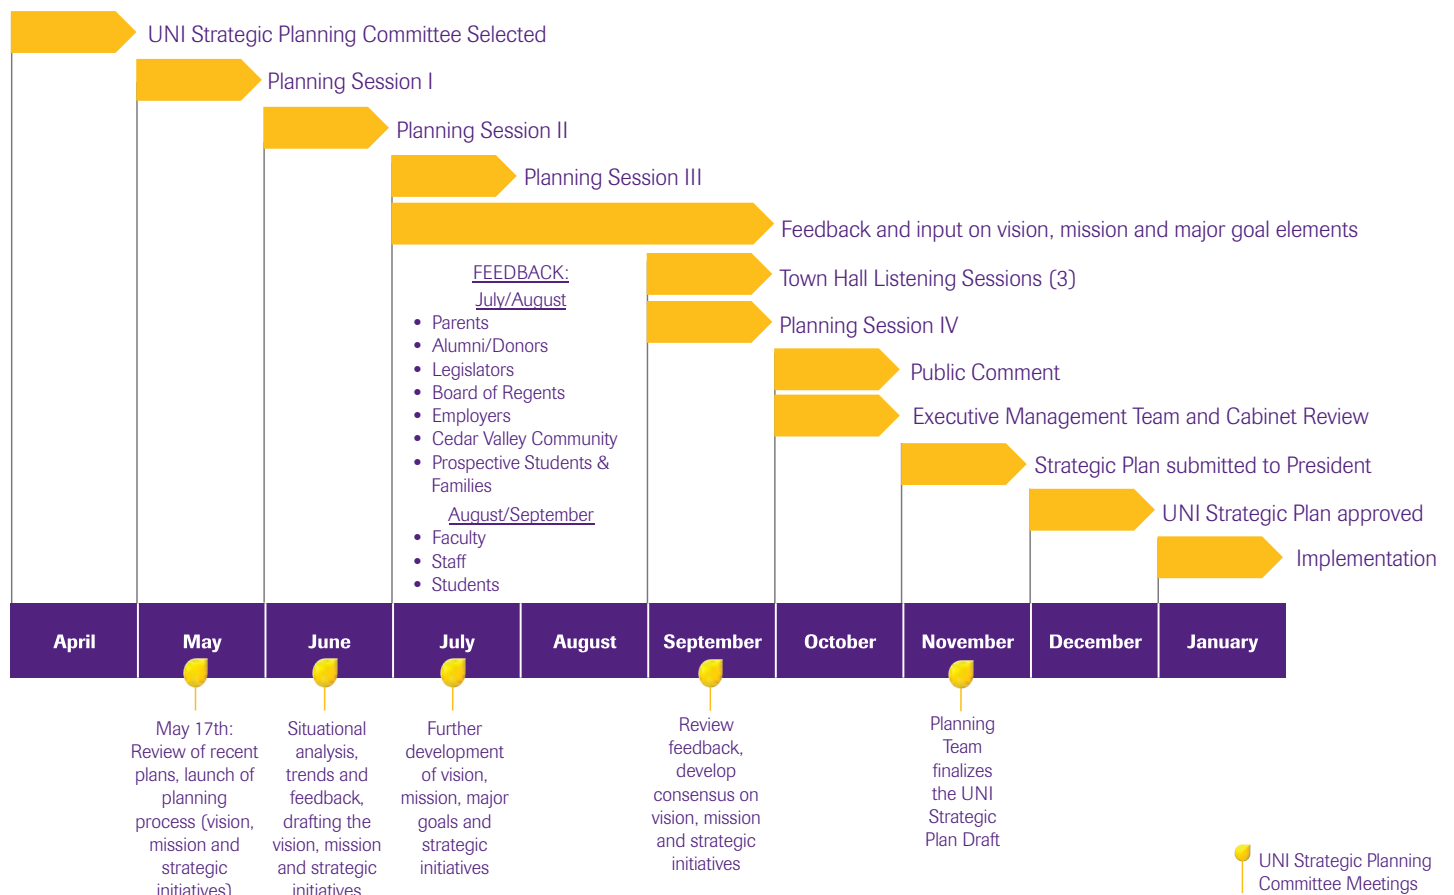 UNI Strategic Planning Committee Selected
Planning Session I
Planning Session II
Planning Session III
Feedback and input on vision, mission and major goal elements
FEEDBACK:
July/August
• Parents
• Alumni/Donors
• Legislators
• Board of Regents
• Employers
• Cedar Valley Community
• Prospective Students &
Families
August/September
• Faculty
• Staff
• Students
Town Hall Listening Sessions (3)
Planning Session IV
Public Comment
Executive Management Team and Cabinet Review
Strategic Plan submitted to President
UNI Strategic Plan approved
Implementation
April
May
June
July
August
September
October
November
December
January
May 17th:
Review of recent
plans, launch of
planning
process (vision,
mission and
strategic
initiatives)
Situational
analysis,
trends and
feedback,
drafting the
vision, mission
and strategic
initiatives
Further
development
of vision,
mission, major
goals and
strategic
initiatives
Review
feedback,
develop
consensus on
vision, mission
and strategic
initiatives
Planning
Team
finalizes
the UNI
Strategic
Plan Draft
UNI Strategic Planning
Committee Meetings